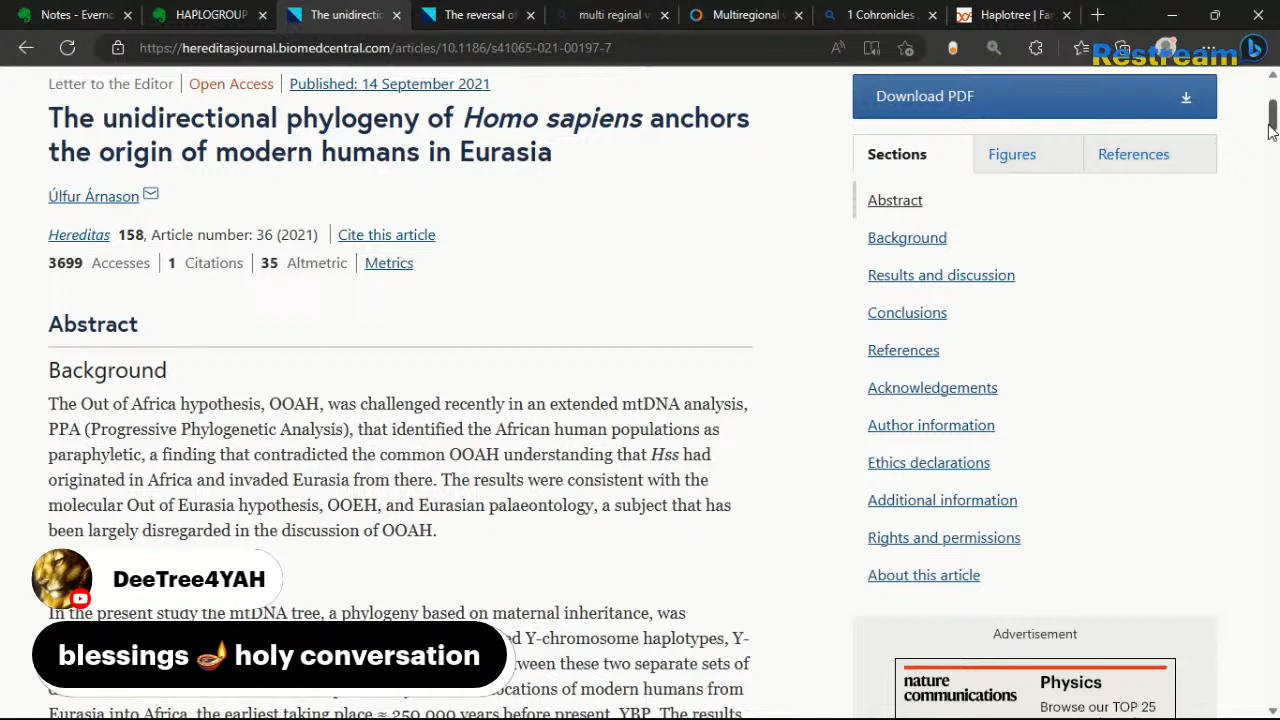 Notes - Everno
HAPLOGROUP
The unidirectio
The reversal of
multi reginal v
Multiregional
1 Cohronicles
Haplotree | Fam
https://hereditasjournal.biomedcentral.com/articles/10.1186/s41065-021-00197-7
Restream
Letter to the Editor | Open Access | Published: 14 September 2021
The unidirectional phylogeny of Homo sapiens anchors
the origin of modern humans in Eurasia
Úlfur Árnason
Hereditas 158, Article number: 36 (2021) | Cite this article
3699 Accesses | 1 Citations | 35 Altmetric | Metrics
Abstract
Background
The Out of Africa hypothesis, OOAH, was challenged recently in an extended mtDNA analysis,
PPA (Progressive Phylogenetic Analysis), that identified the African human populations as
paraphyletic, a finding that contradicted the common OOAH understanding that Hss had
originated in Africa and invaded Eurasia from there. The results were consistent with the
molecular Out of Eurasia hypothesis, OOEH, and Eurasian palaeontology, a subject that has
been largely disregarded in the discussion of OOAH.
In the present study the mtDNA tree, a phylogeny based on maternal inheritance, was
Y-chromosome haplotypes, Y-
these two separate sets of
of modern humans from
Eurasia into Africa, the earliest taking place ≈ 250,000 years before present, YBP. The results
DeeTree4YAH
blessings 🪔 holy conversation
Download PDF
Sections
Figures
References
Abstract
Background
Results and discussion
Conclusions
References
Acknowledgements
Author information
Ethics declarations
Additional information
Rights and permissions
About this article
Advertisement
nature
communications
Physics
Browse our TOP 25